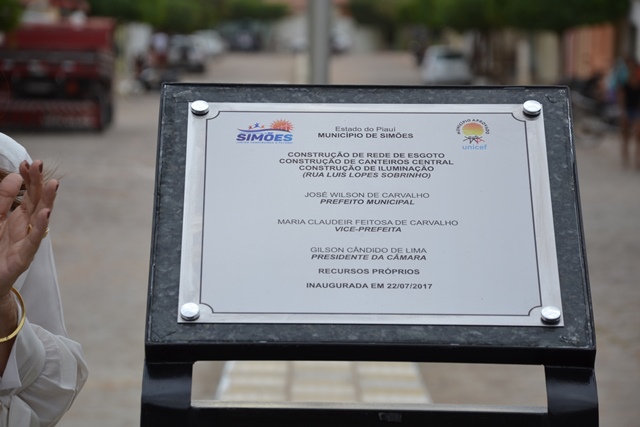 SIMÕES
Estado do Piauí
MUNICÍPIO DE SIMÕES
MUNICÍPIO APROVADO
unicef
CONSTRUÇÃO DE REDE DE ESGOTO
CONSTRUÇÃO DE CANTEIROS CENTRAL
CONSTRUÇÃO DE ILUMINAÇÃO
(RUA LUIS LOPES SOBRINHO)
JOSÉ WILSON DE CARVALHO
PREFEITO MUNICIPAL
MARIA CLAUDEIR FEITOSA DE CARVALHO
VICE-PREFEITA
GILSON CÂNDIDO DE LIMA
PRESIDENTE DA CÂMARA
RECURSOS PRÓPRIOS
INAUGURADA EM 22/07/2017